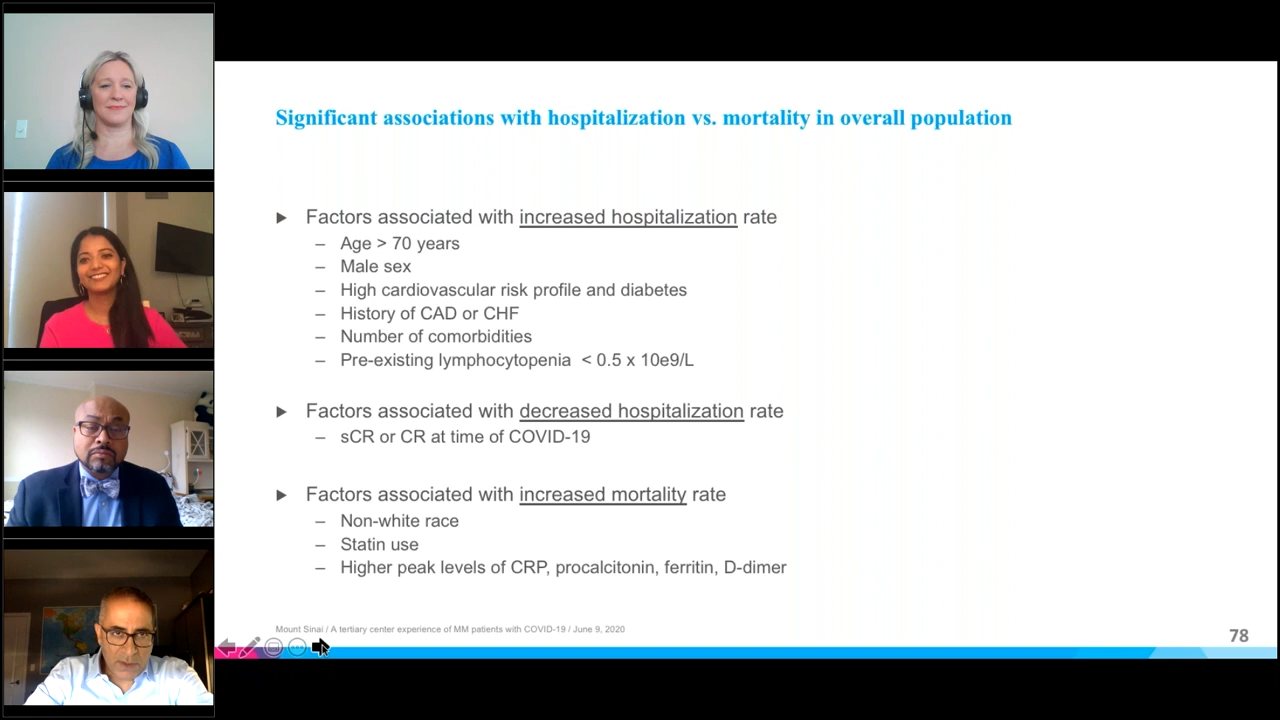 Significant associations with hospitalization vs. mortality in overall population
▶ Factors associated with increased hospitalization rate
– Age > 70 years
– Male sex
– High cardiovascular risk profile and diabetes
– History of CAD or CHF
– Number of comorbidities
– Pre-existing lymphocytopenia < 0.5 x 10e9/L
▶ Factors associated with decreased hospitalization rate
– sCR or CR at time of COVID-19
▶ Factors associated with increased mortality rate
– Non-white race
– Statin use
– Higher peak levels of CRP, procalcitonin, ferritin, D-dimer
Mount Sinai / A tertiary center experience of MM patients with COVID-19 / June 9, 2020
78